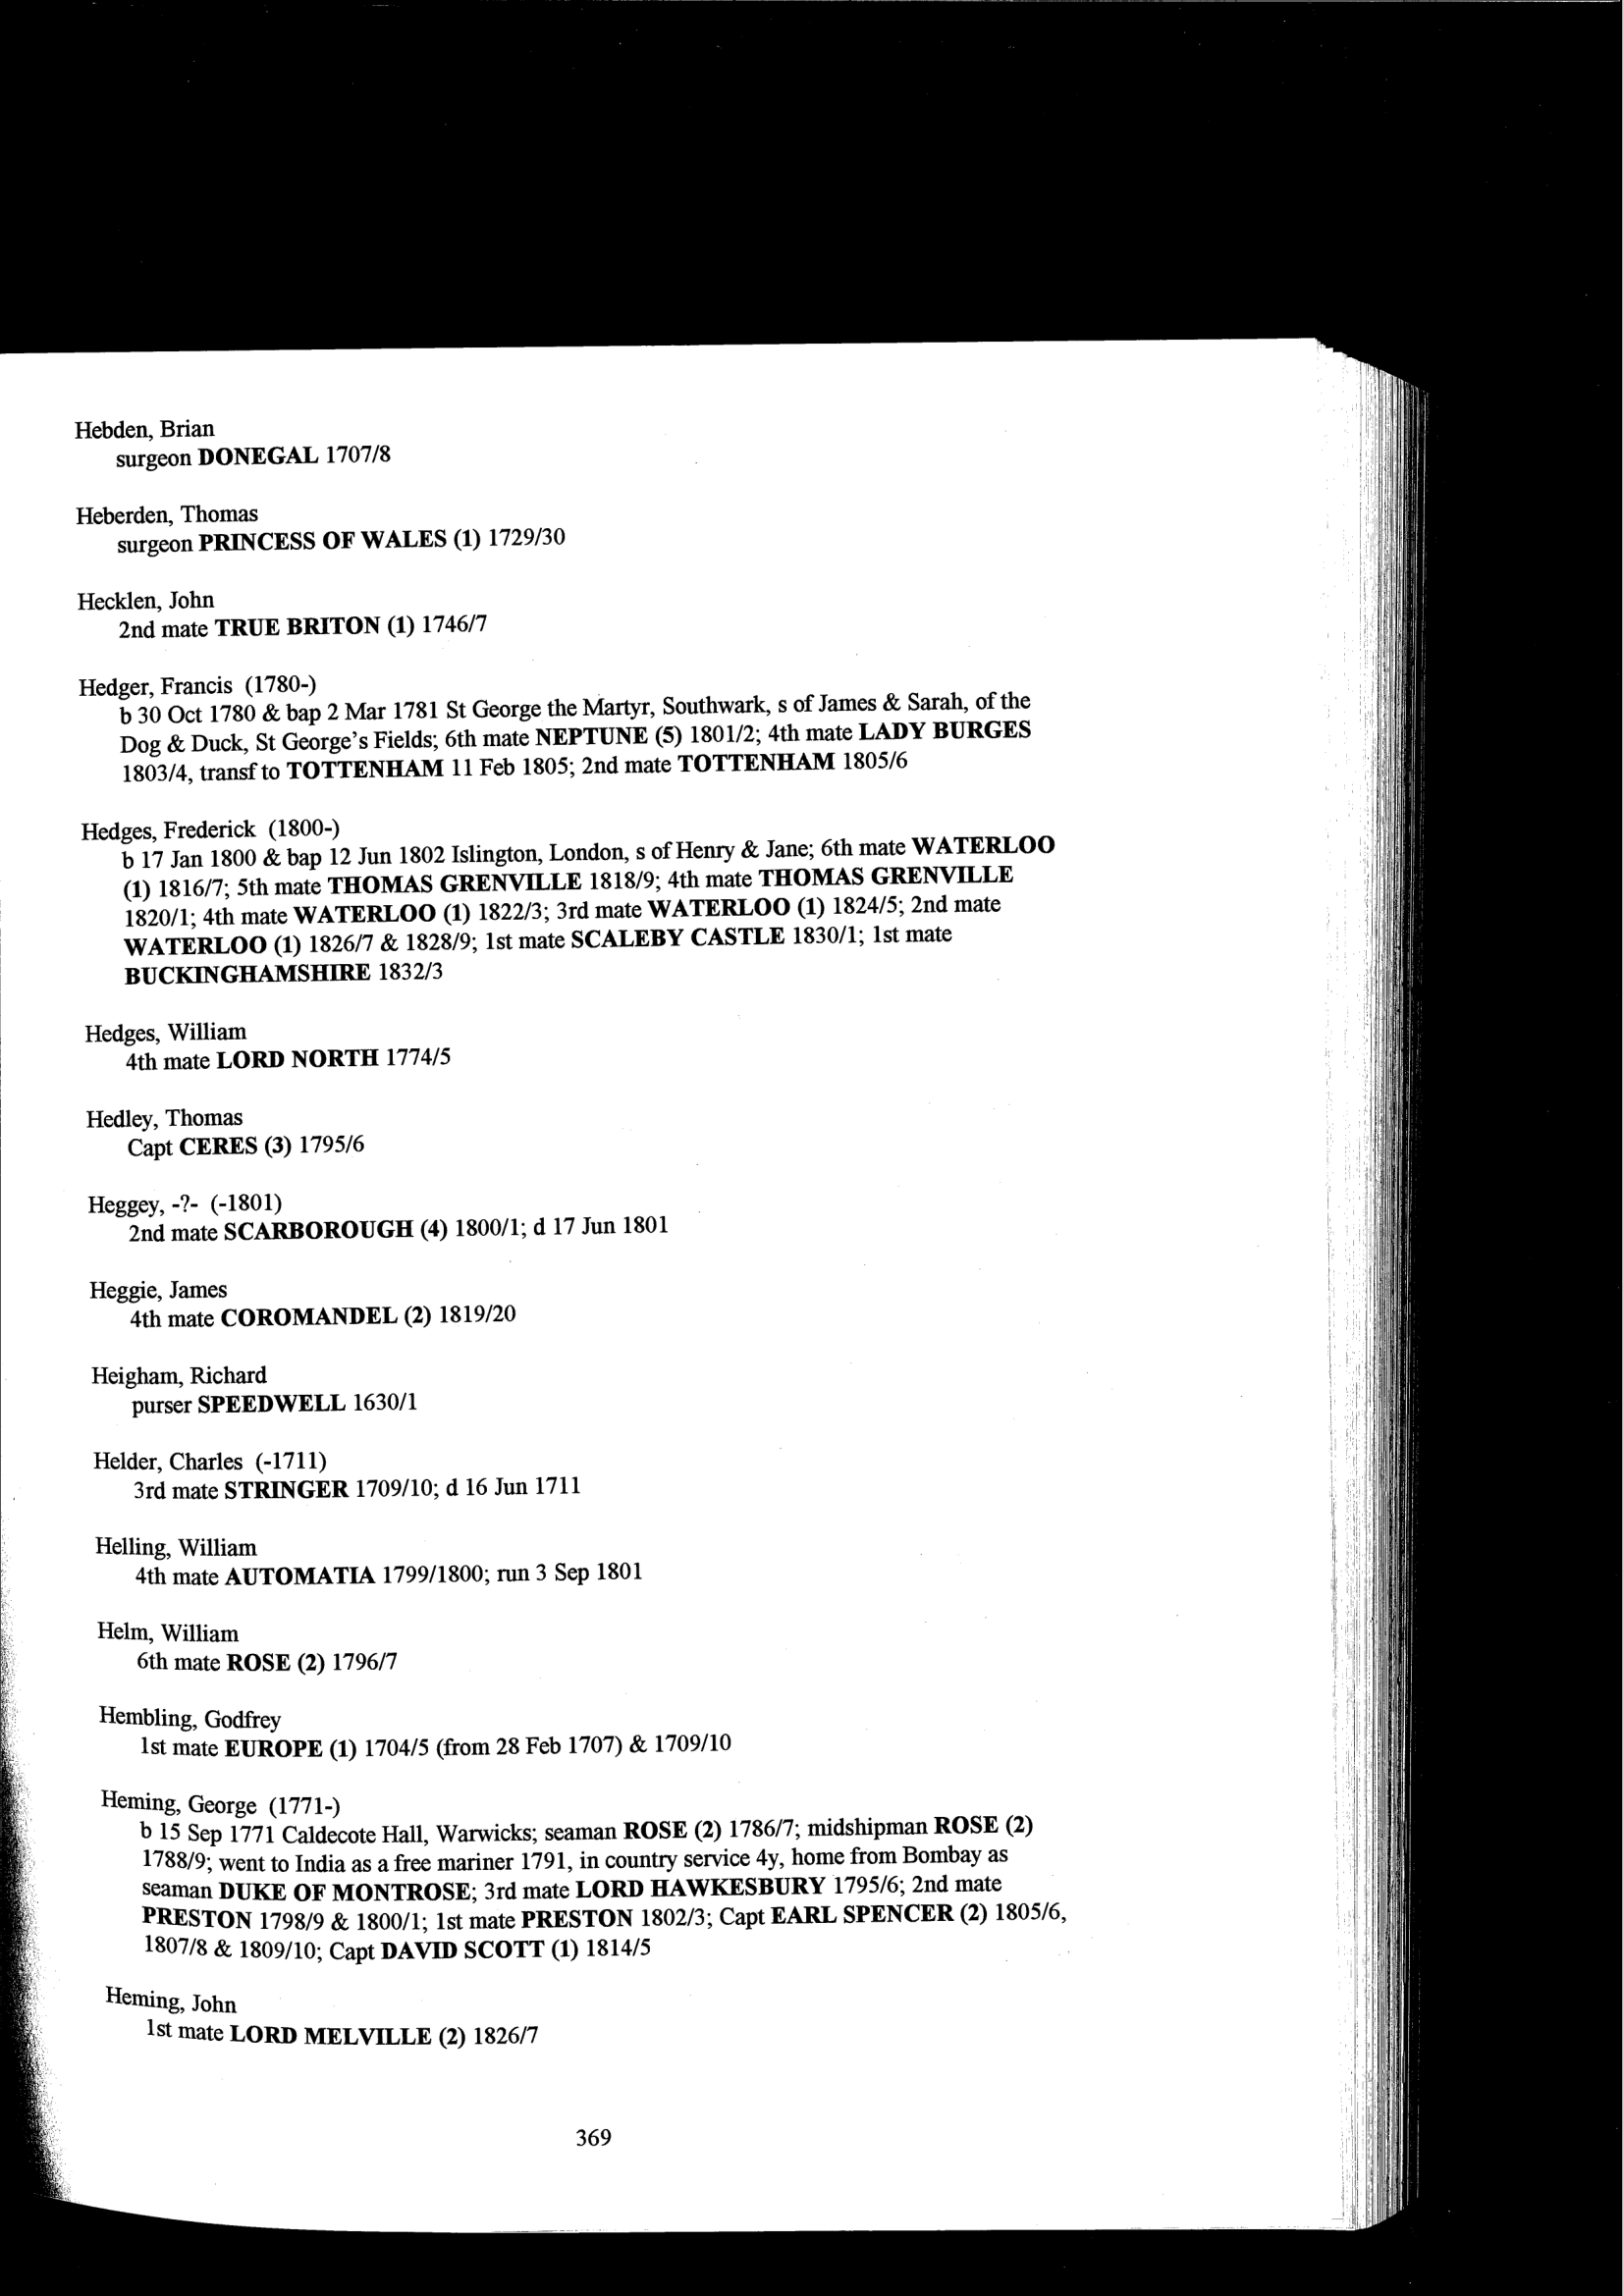 Hebden, Brian
surgeon DONEGAL 1707/8
Heberden, Thomas
surgeon PRINCESS OF WALES (1) 1729/30
Hecklen, John
2nd mate TRUE BRITON (1) 1746/7
Hedger, Francis (1780-)
b 30 Oct 1780 & bap 2 Mar 1781 St George the Martyr, Southwark, s of James & Sarah, of the
Dog & Duck, St George's Fields; 6th mate NEPTUNE (5) 1801/2; 4th mate LADY BURGES
1803/4, transf to TOTTENHAM 11 Feb 1805; 2nd mate TOTTENHAM 1805/6
Hedges, Frederick (1800-)
b 17 Jan 1800 & bap 12 Jun 1802 Islington, London, s of Henry & Jane; 6th mate WATERLOO
(1) 1816/7; 5th mate THOMAS GRENVILLE 1818/9; 4th mate THOMAS GRENVILLE
1820/1; 4th mate WATERLOO (1) 1822/3; 3rd mate WATERLOO (1) 1824/5; 2nd mate
WATERLOO (1) 1826/7 & 1828/9; 1st mate SCALEBY CASTLE 1830/1; 1st mate
BUCKINGHAMSHIRE 1832/3
Hedges, William
4th mate LORD NORTH 1774/5
Hedley, Thomas
Capt CERES (3) 1795/6
Heggey, -?- (-1801)
2nd mate SCARBOROUGH (4) 1800/1; d 17 Jun 1801
Heggie, James
4th mate COROMANDEL (2) 1819/20
Heigham, Richard
purser SPEEDWELL 1630/1
Helder, Charles (-1711)
3rd mate STRINGER 1709/10; d 16 Jun 1711
Helling, William
4th mate AUTOMATIA 1799/1800; run 3 Sep 1801
Helm, William
6th mate ROSE (2) 1796/7
Hembling, Godfrey
1st mate EUROPE (1) 1704/5 (from 28 Feb 1707) & 1709/10
Heming, George (1771-)
b 15 Sep 1771 Caldecote Hall, Warwicks; seaman ROSE (2) 1786/7; midshipman ROSE (2)
1788/9; went to India as a free mariner 1791, in country service 4y, home from Bombay as
seaman DUKE OF MONTROSE; 3rd mate LORD HAWKESBURY 1795/6; 2nd mate
PRESTON 1798/9 & 1800/1; 1st mate PRESTON 1802/3; Capt EARL SPENCER (2) 1805/6,
1807/8 & 1809/10; Capt DAVID SCOTT (1) 1814/5
Heming, John
1st mate LORD MELVILLE (2) 1826/7
369